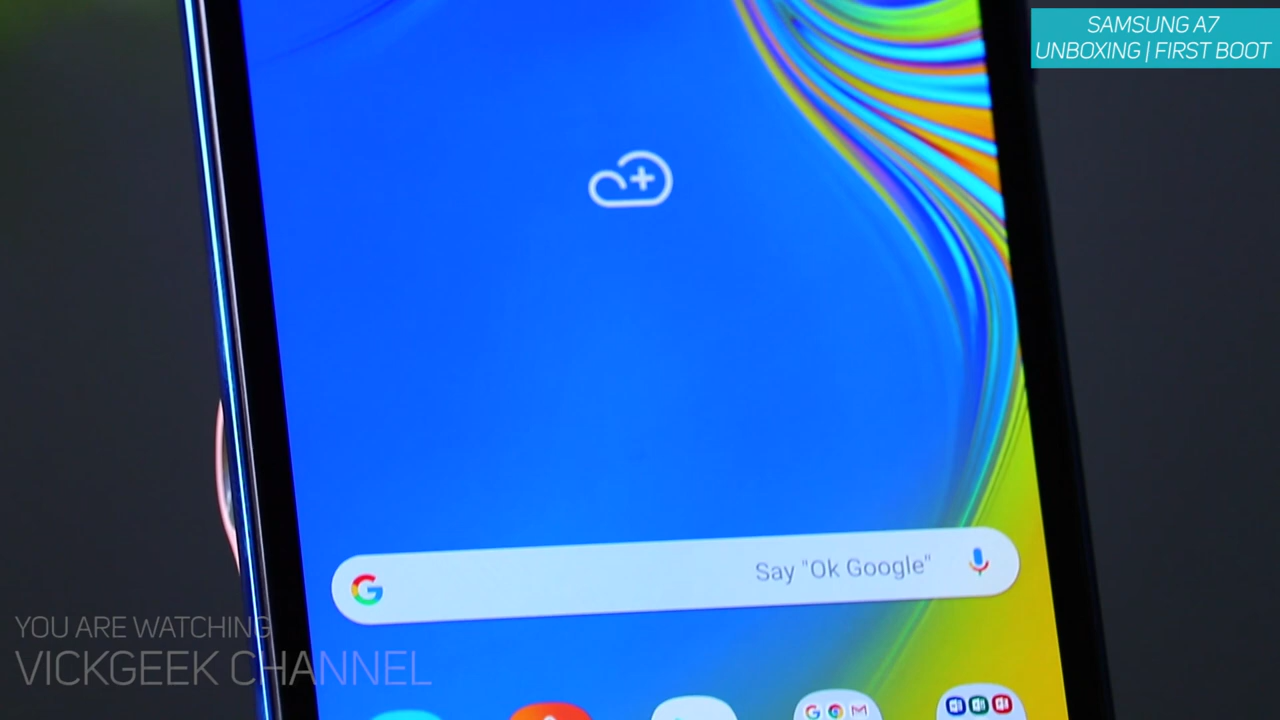 SAMSUNG A7
UNBOXING | FIRST BOOT
Say "Ok Google"
YOU ARE WATCHING
VICKGEEK CHANNEL